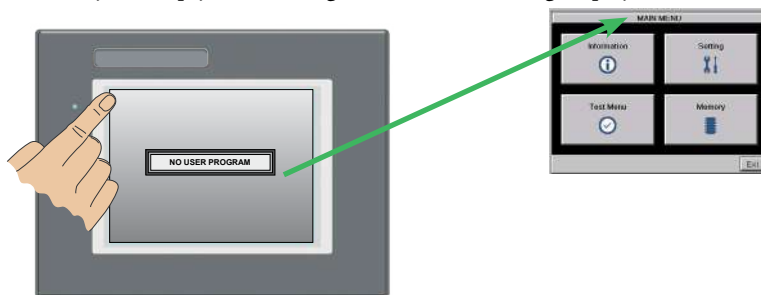 NO USER PROGRAM
MAIN MENU
Information
Setting
Test Menu
Memory
Exit